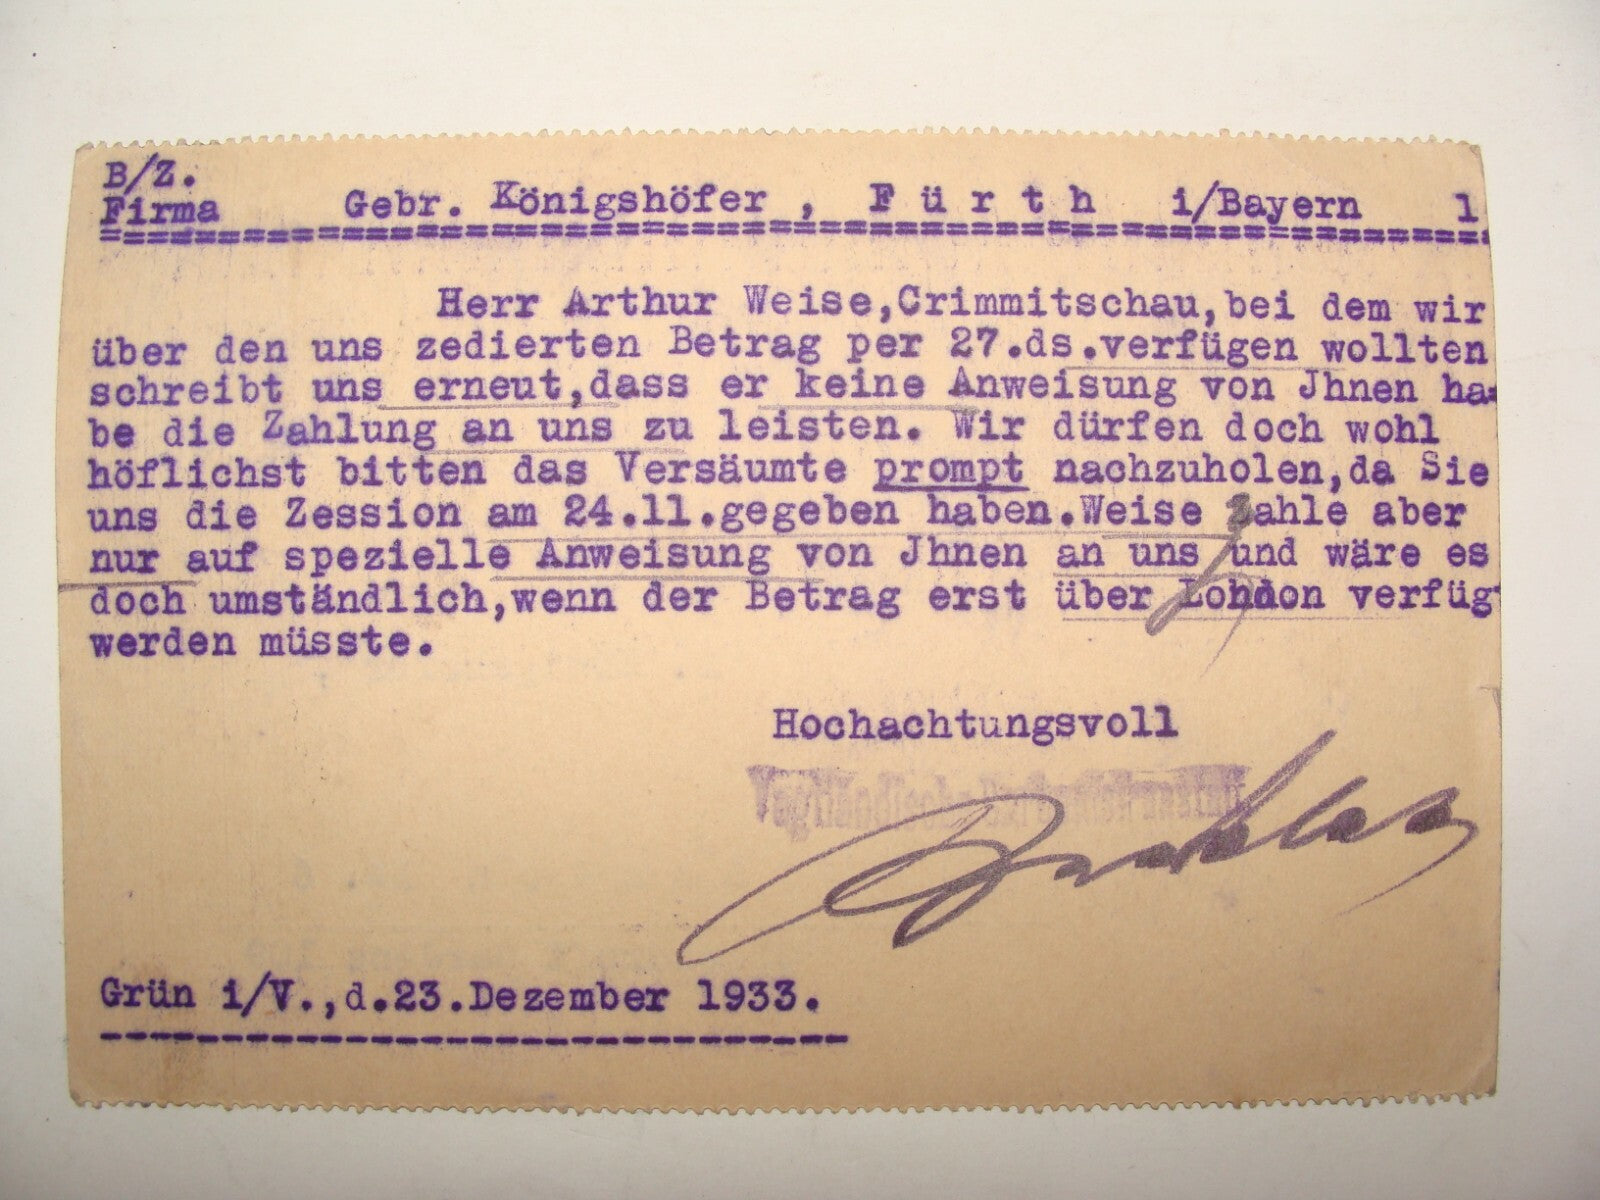 B/Z.
Firma Gebr. Königshöfer , F ü r t h i/Bayern 1
Herr Arthur Weise,Crimmitschau,bei dem wir
über den uns zedierten Betrag per 27.ds.verfügen wollten
schreibt uns erneut,dass er keine Anweisung von Jhnen ha=
be die Zahlung an uns zu leisten. Wir dürfen doch wohl
höflichst bitten das Versäumte prompt nachzuholen,da Sie
uns die Zession am 24.11.gegeben haben.Weise zahle aber
nur auf spezielle Anweisung von Jhnen an uns und wäre es
doch umständlich,wenn der Betrag erst über London verfügt
werden müsste.
Hochachtungsvoll
Grün i/V.,d.23.Dezember 1933.